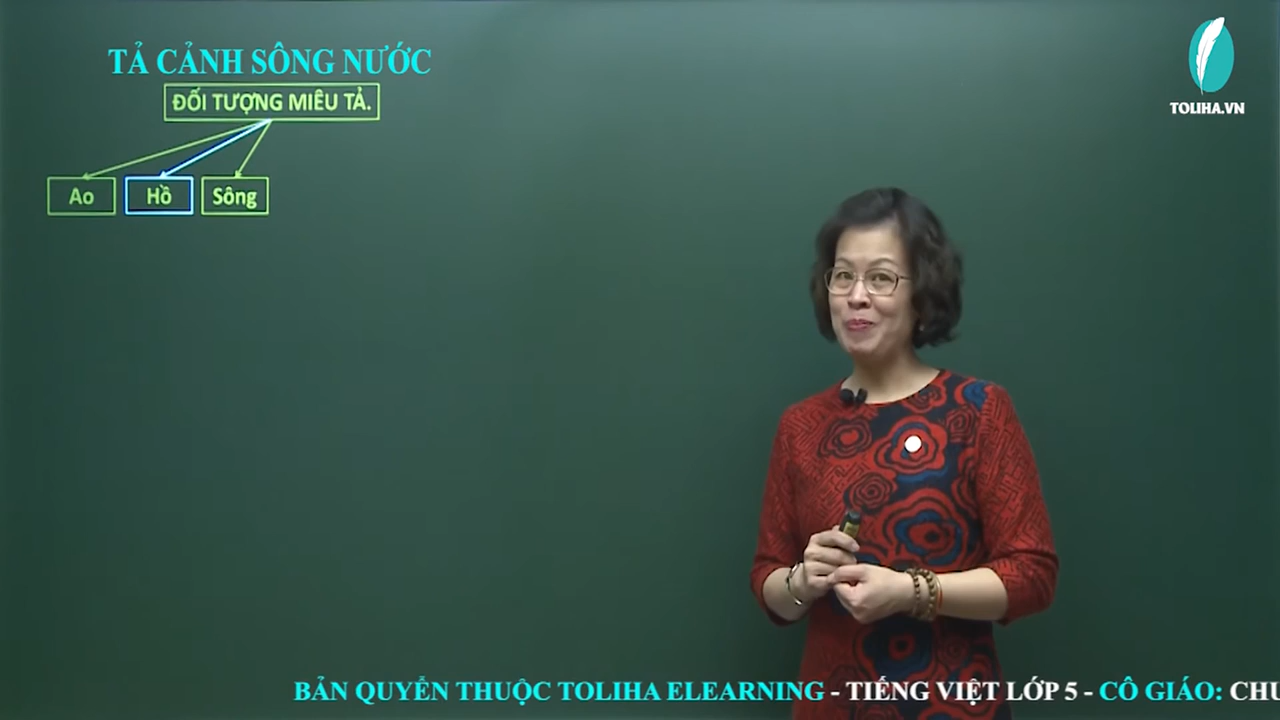 TẢ CẢNH SÔNG NƯỚC
ĐỐI TƯỢNG MIÊU TẢ.
Ao
Hồ
Sông
TOLIHA.VN
BẢN QUYỀN THUỘC TOLIHA ELEARNING - TIẾNG VIỆT LỚP 5 - CÔ GIÁO: CHU